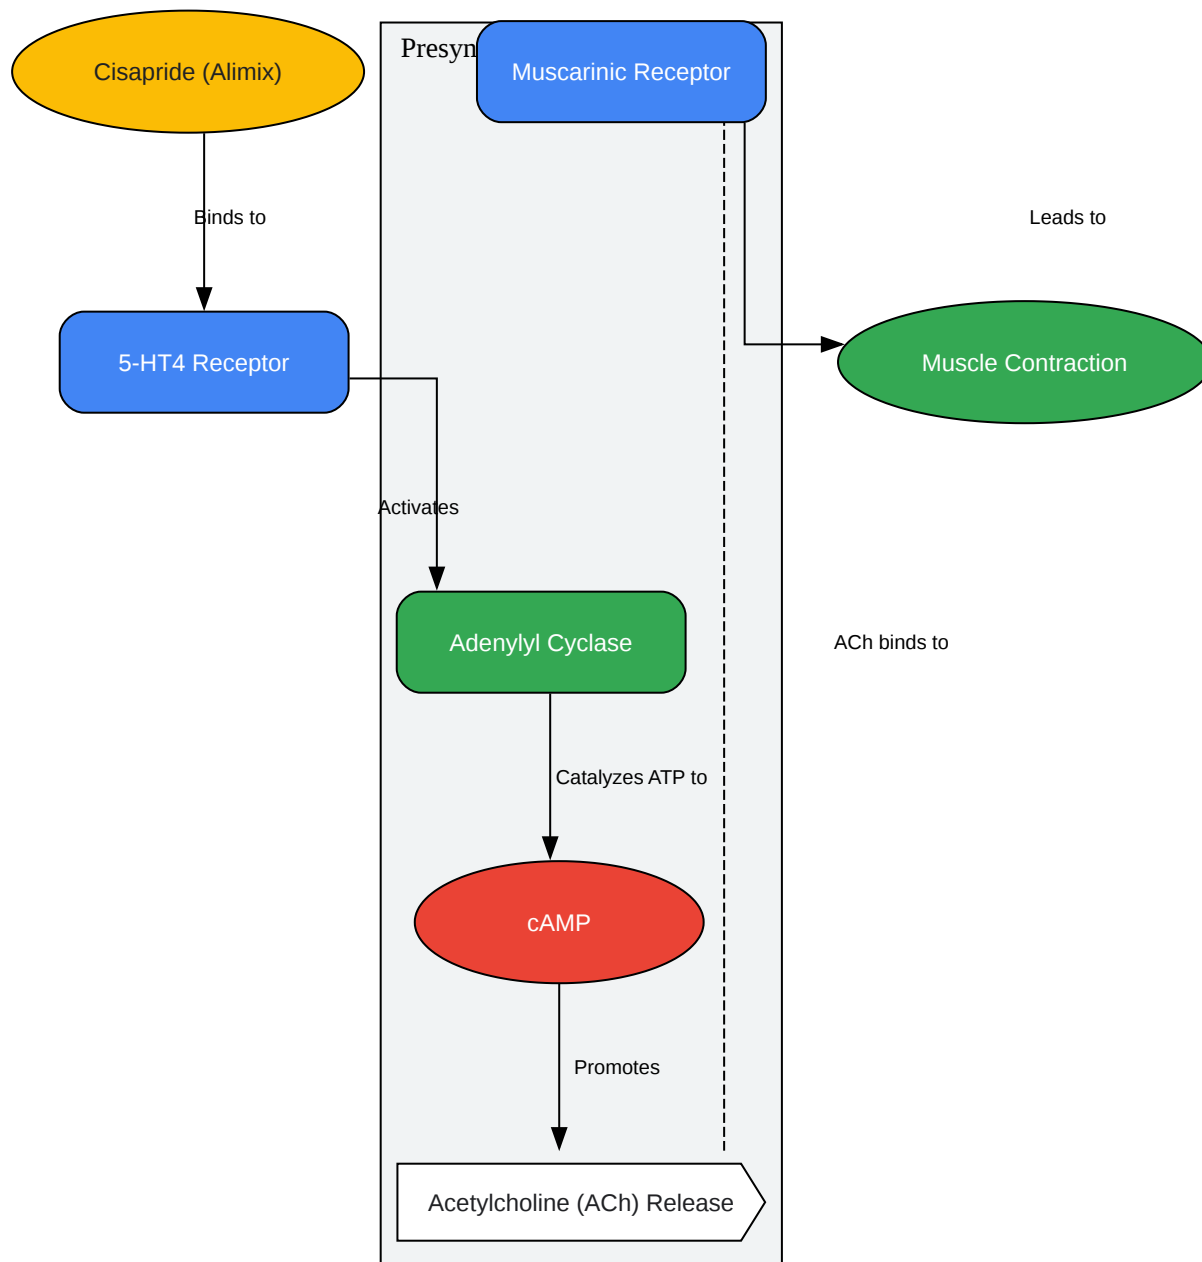 Cisapride (Alimix)
Muscarinic Receptor
Binds to
Leads to
5-HT4 Receptor
Muscle Contraction
Activates
Adenylyl Cyclase
ACh binds to
Catalyzes ATP to
cAMP
Promotes
Acetylcholine (ACh) Release